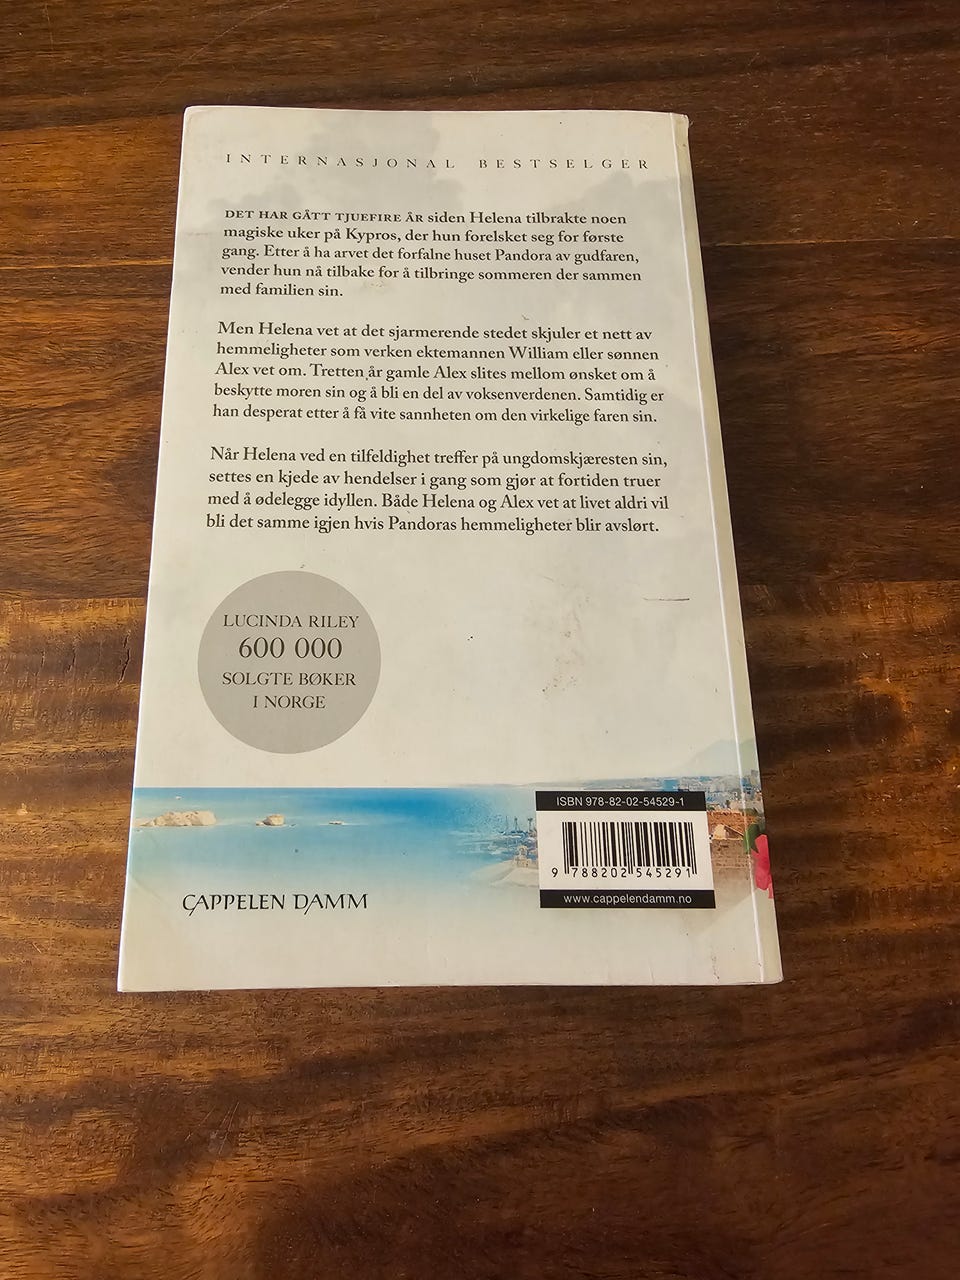 INTERNASJONAL BESTSELGER
DET HAR GÅTT TJUEFIRE ÅR siden Helena tilbrakte noen
magiske uker på Kypros, der hun forelsket seg for første
gang. Etter å ha arvet det forfalne huset Pandora av gudfaren,
vender hun nå tilbake for å tilbringe sommeren der sammen
med familien sin.
Men Helena vet at det sjarmerende stedet skjuler et nett av
hemmeligheter som verken ektemannen William eller sønnen
Alex vet om. Tretten år gamle Alex slites mellom ønsket om å
beskytte moren sin og å bli en del av voksenverdenen. Samtidig er
han desperat etter å få vite sannheten om den virkelige faren sin.
Når Helena ved en tilfeldighet treffer på ungdomskjæresten sin,
settes en kjede av hendelser i gang som gjør at fortiden truer
med å ødelegge idyllen. Både Helena og Alex vet at livet aldri vil
bli det samme igjen hvis Pandoras hemmeligheter blir avslørt.
LUCINDA RILEY
600 000
SOLGTE BØKER
I NORGE
ISBN 978-82-02-54529-1
9 788202 545291
www.cappelendamm.no
CAPPELEN DAMM